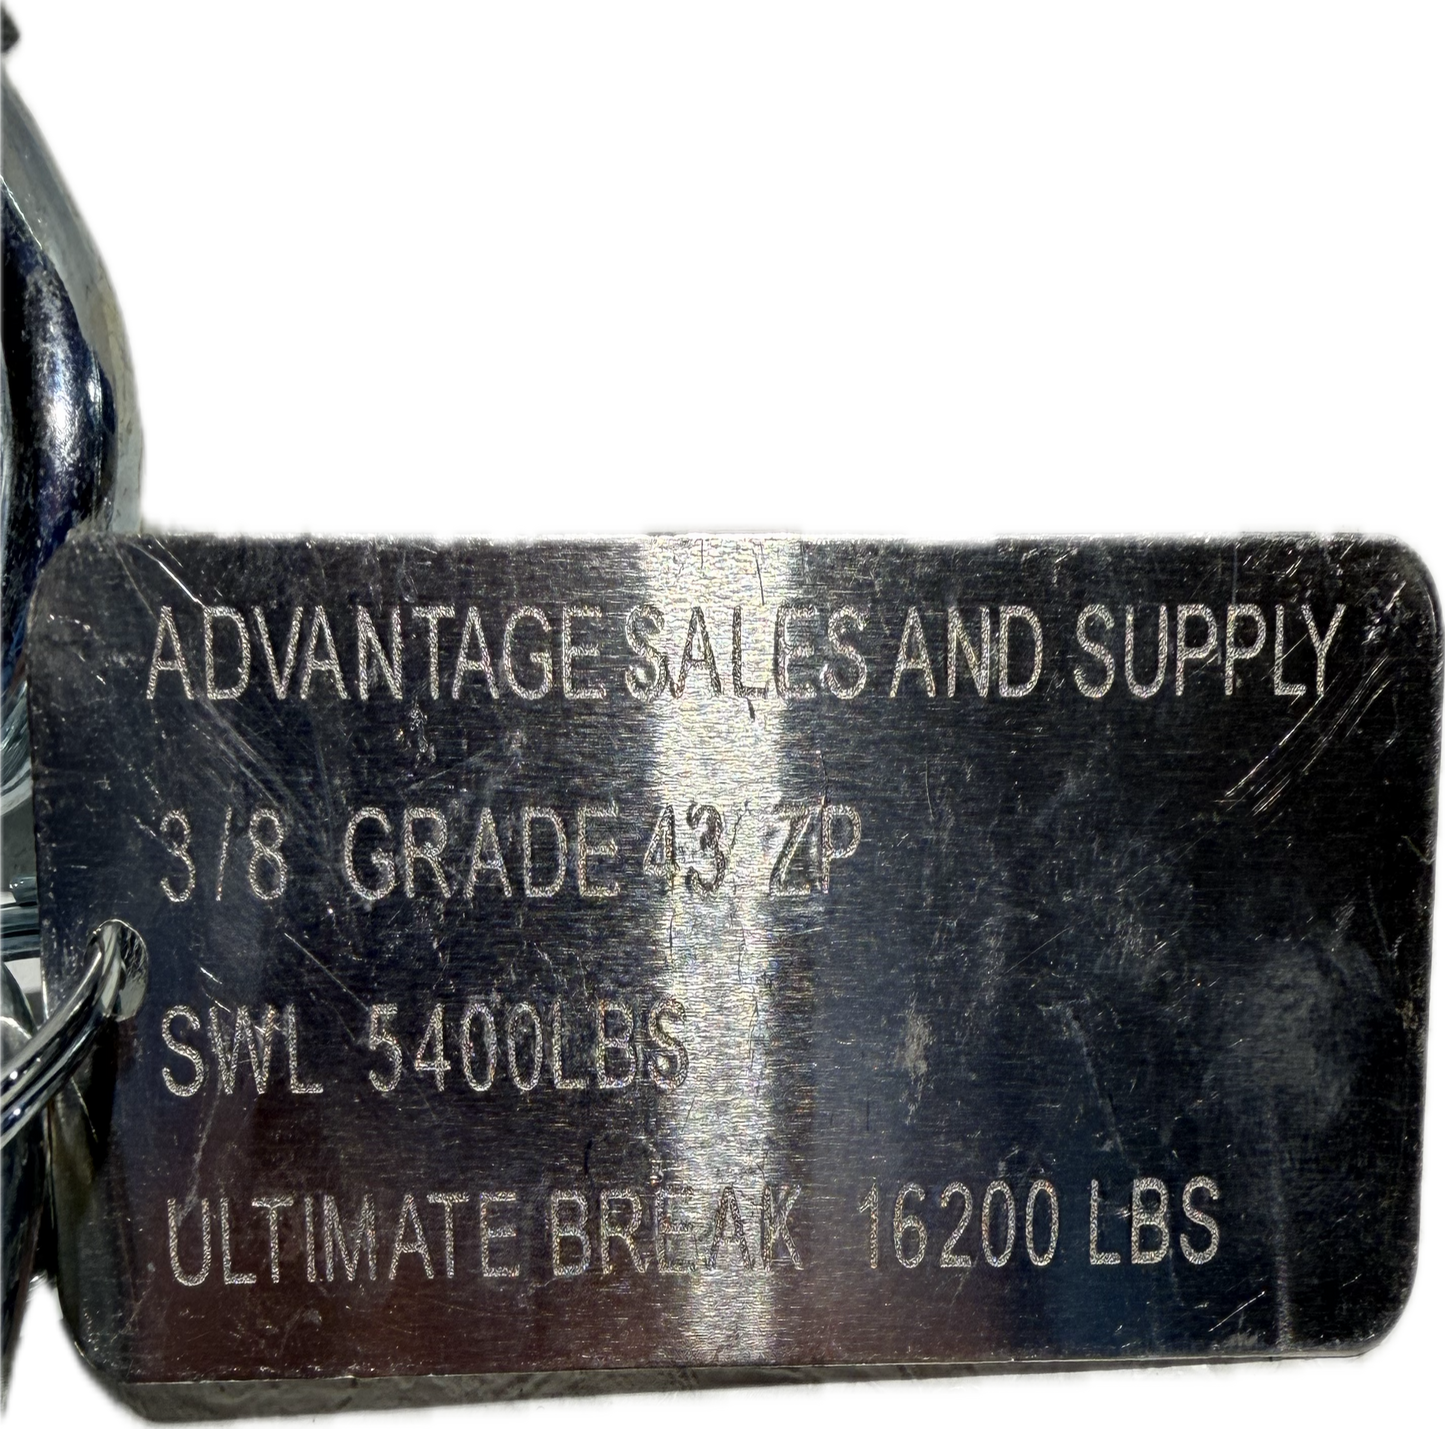 ADVANTAGE SALES AND SUPPLY
3/8 GRADE 43 ZP
SWL 5400LBS
ULTIMATE BREAK 16200 LBS